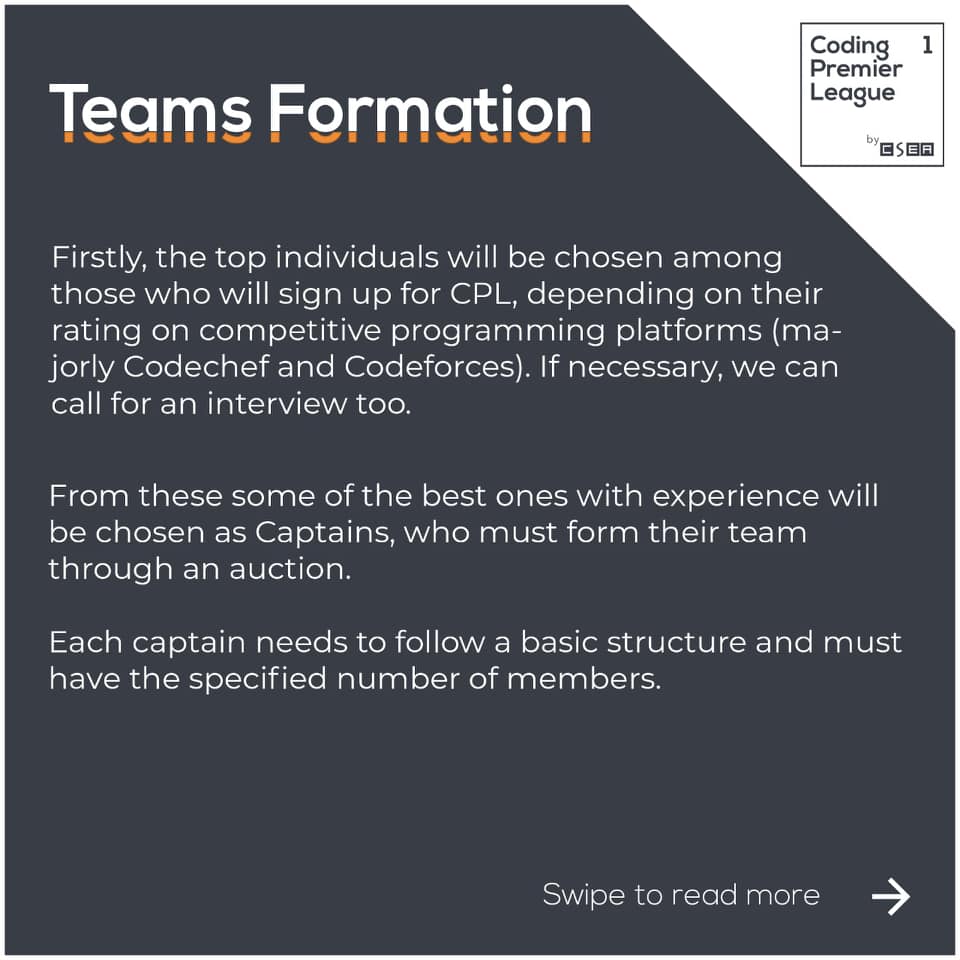 Coding 1
Premier
League
by CSEA
Teams Formation
Firstly, the top individuals will be chosen among
those who will sign up for CPL, depending on their
rating on competitive programming platforms (ma-
jorly Codechef and Codeforces). If necessary, we can
call for an interview too.
From these some of the best ones with experience will
be chosen as Captains, who must form their team
through an auction.
Each captain needs to follow a basic structure and must
have the specified number of members.
Swipe to read more